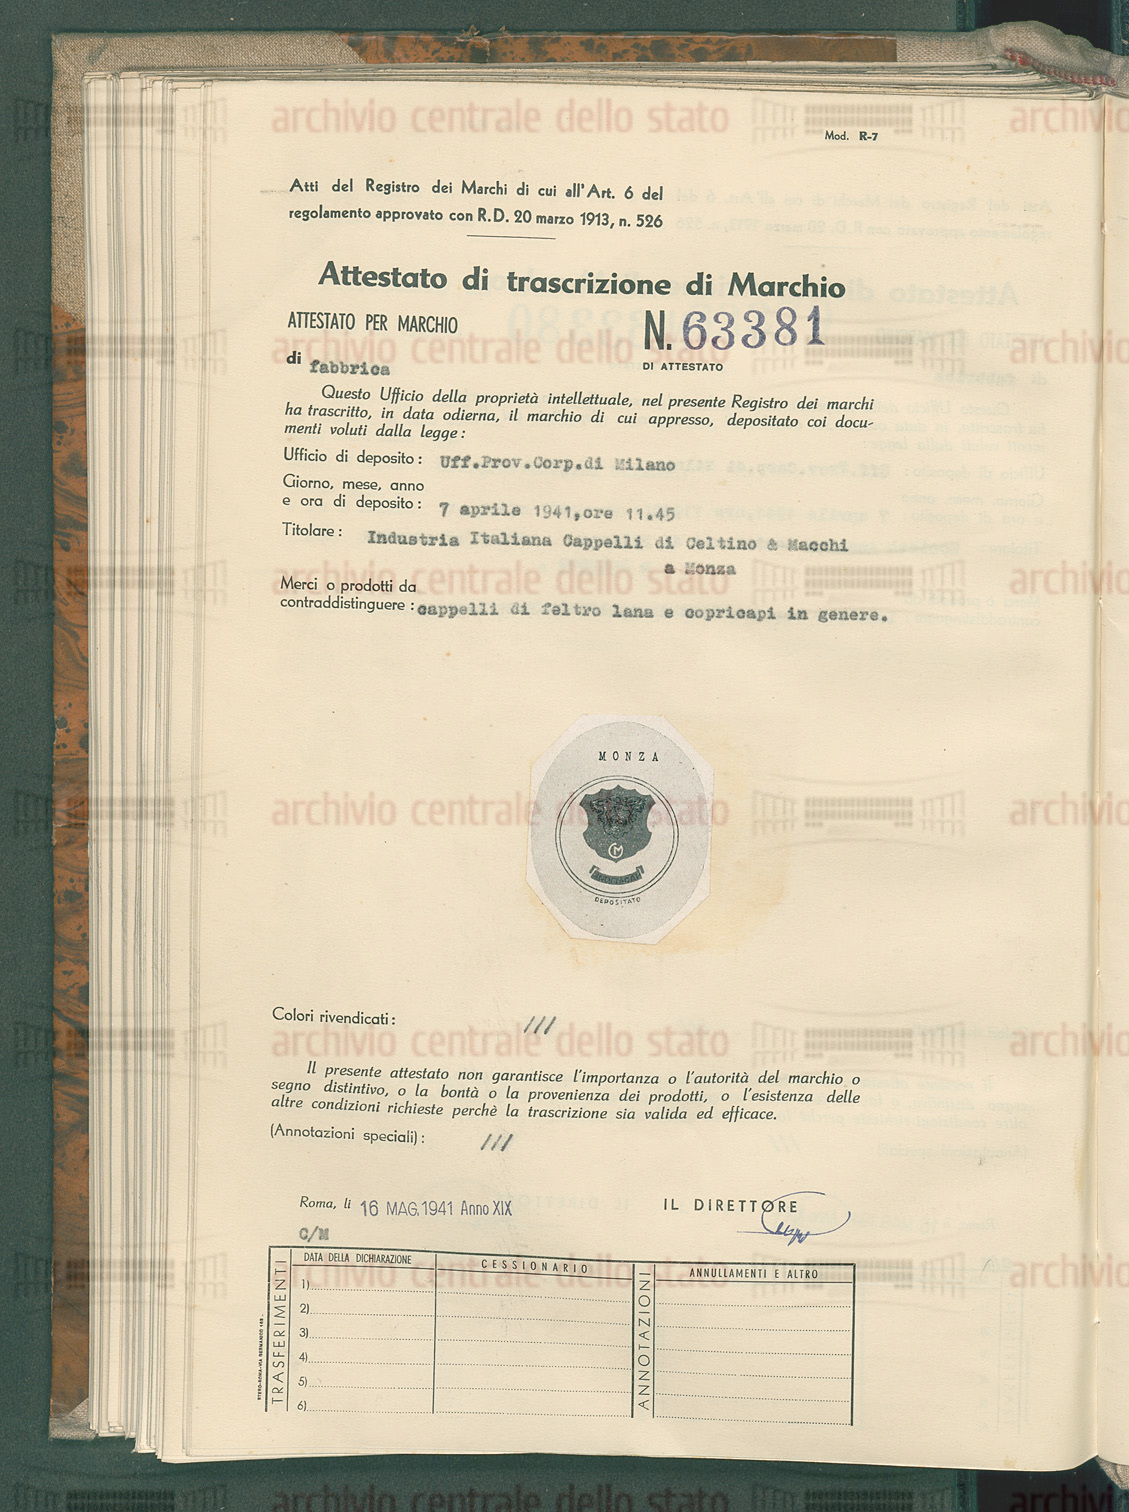 Mod. R-7
Atti del Registro dei Marchi di cui all'Art. 6 del
regolamento approvato con R.D. 20 marzo 1913, n. 526
Attestato di trascrizione di Marchio
ATTESTATO PER MARCHIO
N. 63381
di fabbrica
DI ATTESTATO
Questo Ufficio della proprietà intellettuale, nel presente Registro dei marchi
ha trascritto, in data odierna, il marchio di cui appresso, depositato coi docu-
menti voluti dalla legge:
Ufficio di deposito: Uff.Prov.Corp.di Milano
Giorno, mese, anno
e ora di deposito: 7 aprile 1941,ore 11.45
Titolare: Industria Italiana Cappelli di Celtino & Macchi
a Monza
Merci o prodotti da
contraddistinguere: cappelli di feltro lana e copricapi in genere.
MONZA
CM
DEPOSITATO
Colori rivendicati: ///
Il presente attestato non garantisce l'importanza o l'autorità del marchio o
segno distintivo, o la bontà o la provenienza dei prodotti, o l'esistenza delle
altre condizioni richieste perchè la trascrizione sia valida ed efficace.
(Annotazioni speciali): ///
Roma, li 16 MAG.1941 Anno XIX
IL DIRETTORE
C/M
TRASFERIMENTI
DATA DELLA DICHIARAZIONE
CESSIONARIO
ANNOTAZIONI
ANNULLAMENTI E ALTRO
1)
2)
3)
4)
5)
6)
archivio centrale dello stato